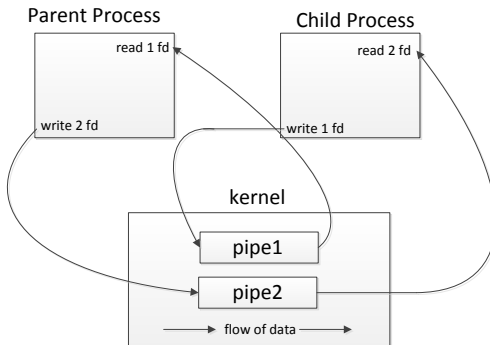 Parent Process
Child Process
read 1 fd
read 2 fd
write 2 fd
write 1 fd
kernel
pipe1
pipe2
flow of data